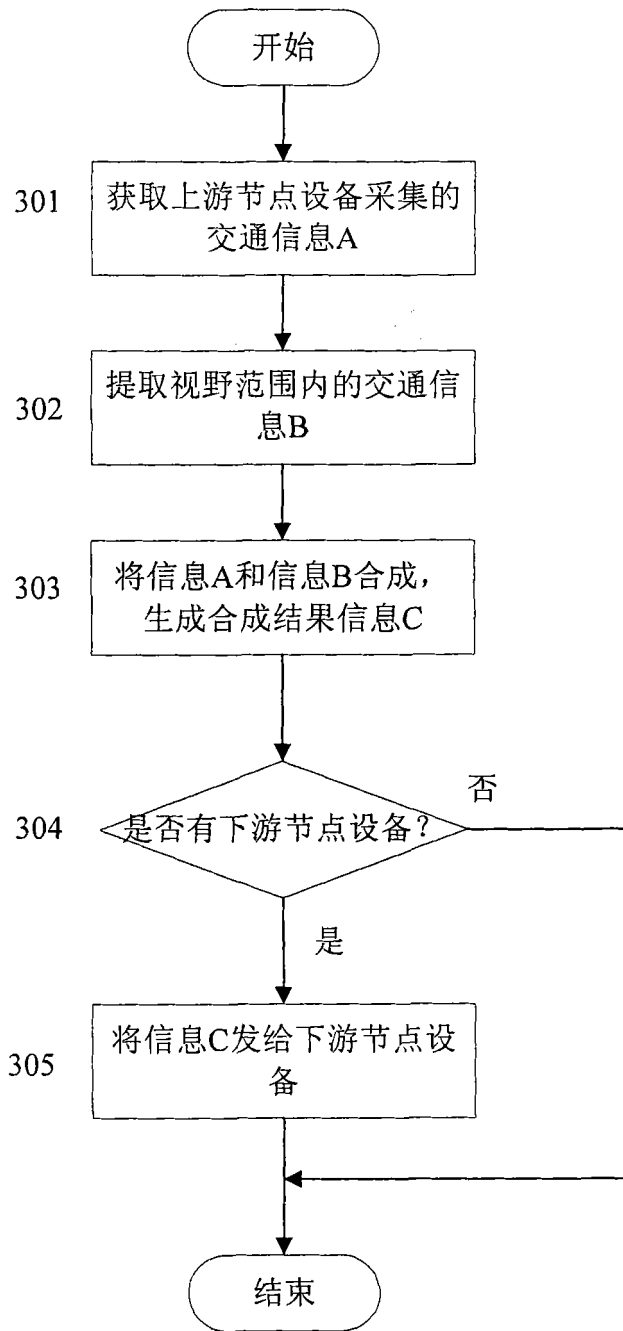 开始
301
获取上游节点设备采集的
交通信息A
302
提取视野范围内的交通信
息B
303
将信息A和信息B合成，
生成合成结果信息C
否
304
是否有下游节点设备？
是
305
将信息C发给下游节点设
备
结束